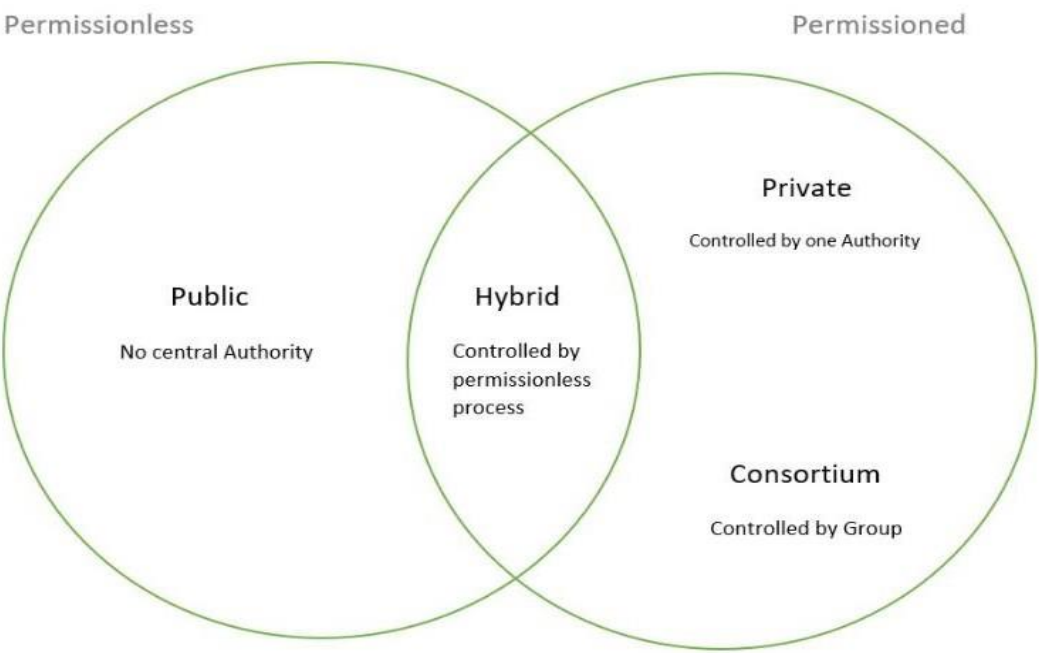 Permissionless
Permissioned
Public
No central Authority
Hybrid
Controlled by
permissionless
process
Private
Controlled by one Authority
Consortium
Controlled by Group